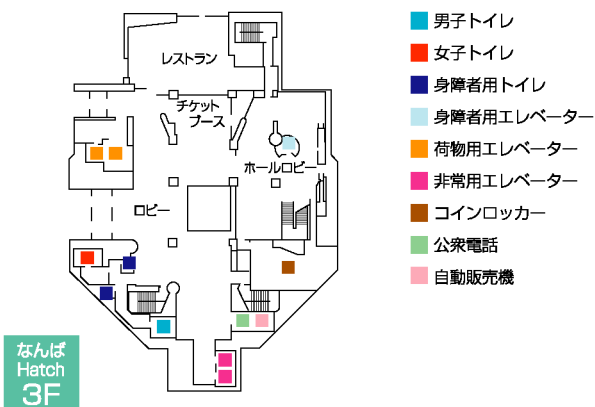 レストラン
チケット
ブース
ホールロビー
ロビー
男子トイレ
女子トイレ
身障者用トイレ
身障者用エレベーター
荷物用エレベーター
非常用エレベーター
コインロッカー
公衆電話
自動販売機
なんば
Hatch
3F